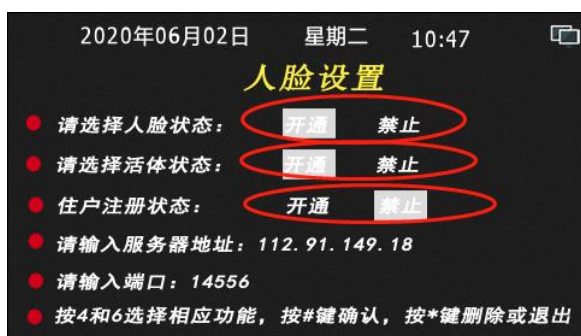 2020年06月02日 星期二 10:47
人脸设置
请选择人脸状态： 开通 禁止
请选择活体状态： 开通 禁止
住户注册状态： 开通 禁止
请输入服务器地址：112.91.149.18
请输入端口：14556
按4和6选择相应功能，按#键确认，按*键删除或退出